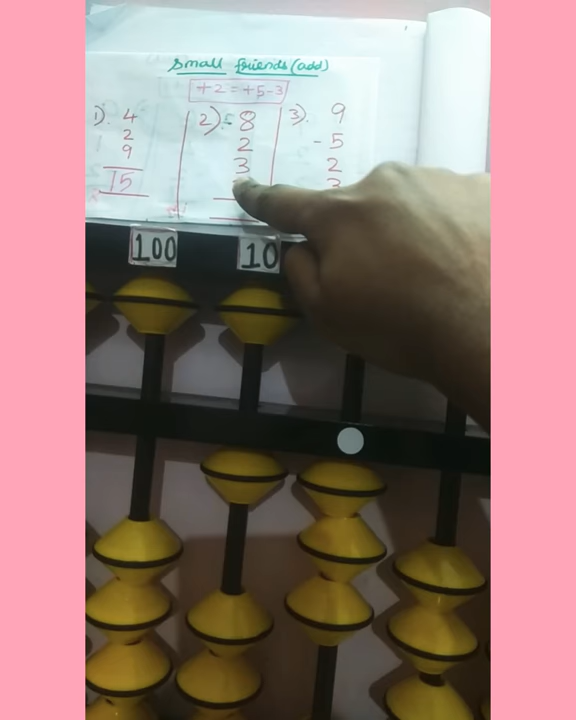 Small friends (add)
+2 = +5-3
1). 4 2). 8 3). 9
2 2 - 5
9 3 2
15 3
100 10